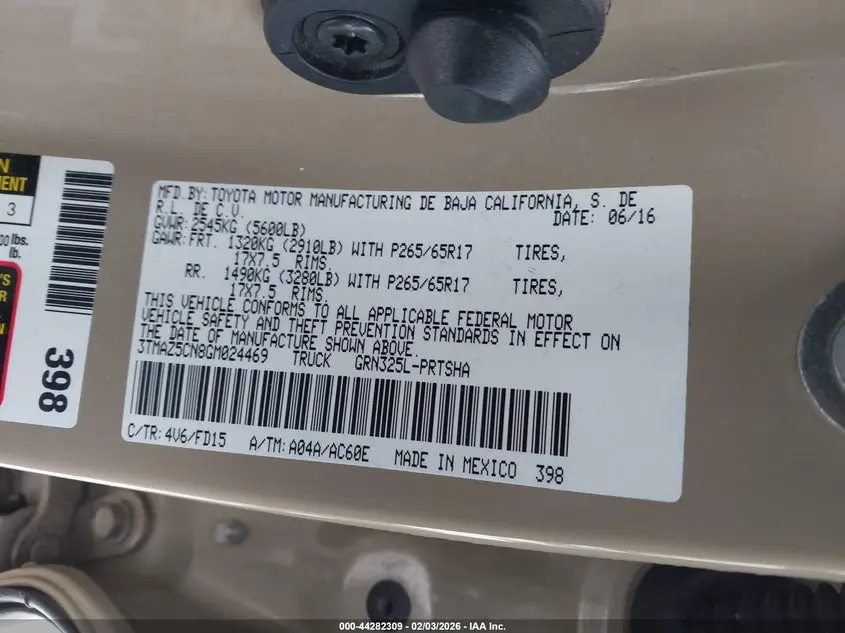 N
MENT
3
00 lbs.
lb.
'S
R
N
398
MFD. BY: TOYOTA MOTOR MANUFACTURING DE BAJA CALIFORNIA, S. DE
R.L. DE C.V. DATE: 06/16
GVWR: 2545KG (5600LB)
GAWR: FRT. 1320KG (2910LB) WITH P265/65R17 TIRES,
17X7.5 RIMS.
RR. 1490KG (3280LB) WITH P265/65R17 TIRES,
17X7.5 RIMS.
THIS VEHICLE CONFORMS TO ALL APPLICABLE FEDERAL MOTOR
VEHICLE SAFETY AND THEFT PREVENTION STANDARDS IN EFFECT ON
THE DATE OF MANUFACTURE SHOWN ABOVE.
3TMAZ5CN8GM024469 TRUCK GRN325L-PRTSHA
C/TR: 4V6/FD15 A/TM: A04A/AC60E MADE IN MEXICO 398
000-44282309 - 02/03/2026 - IAA Inc.